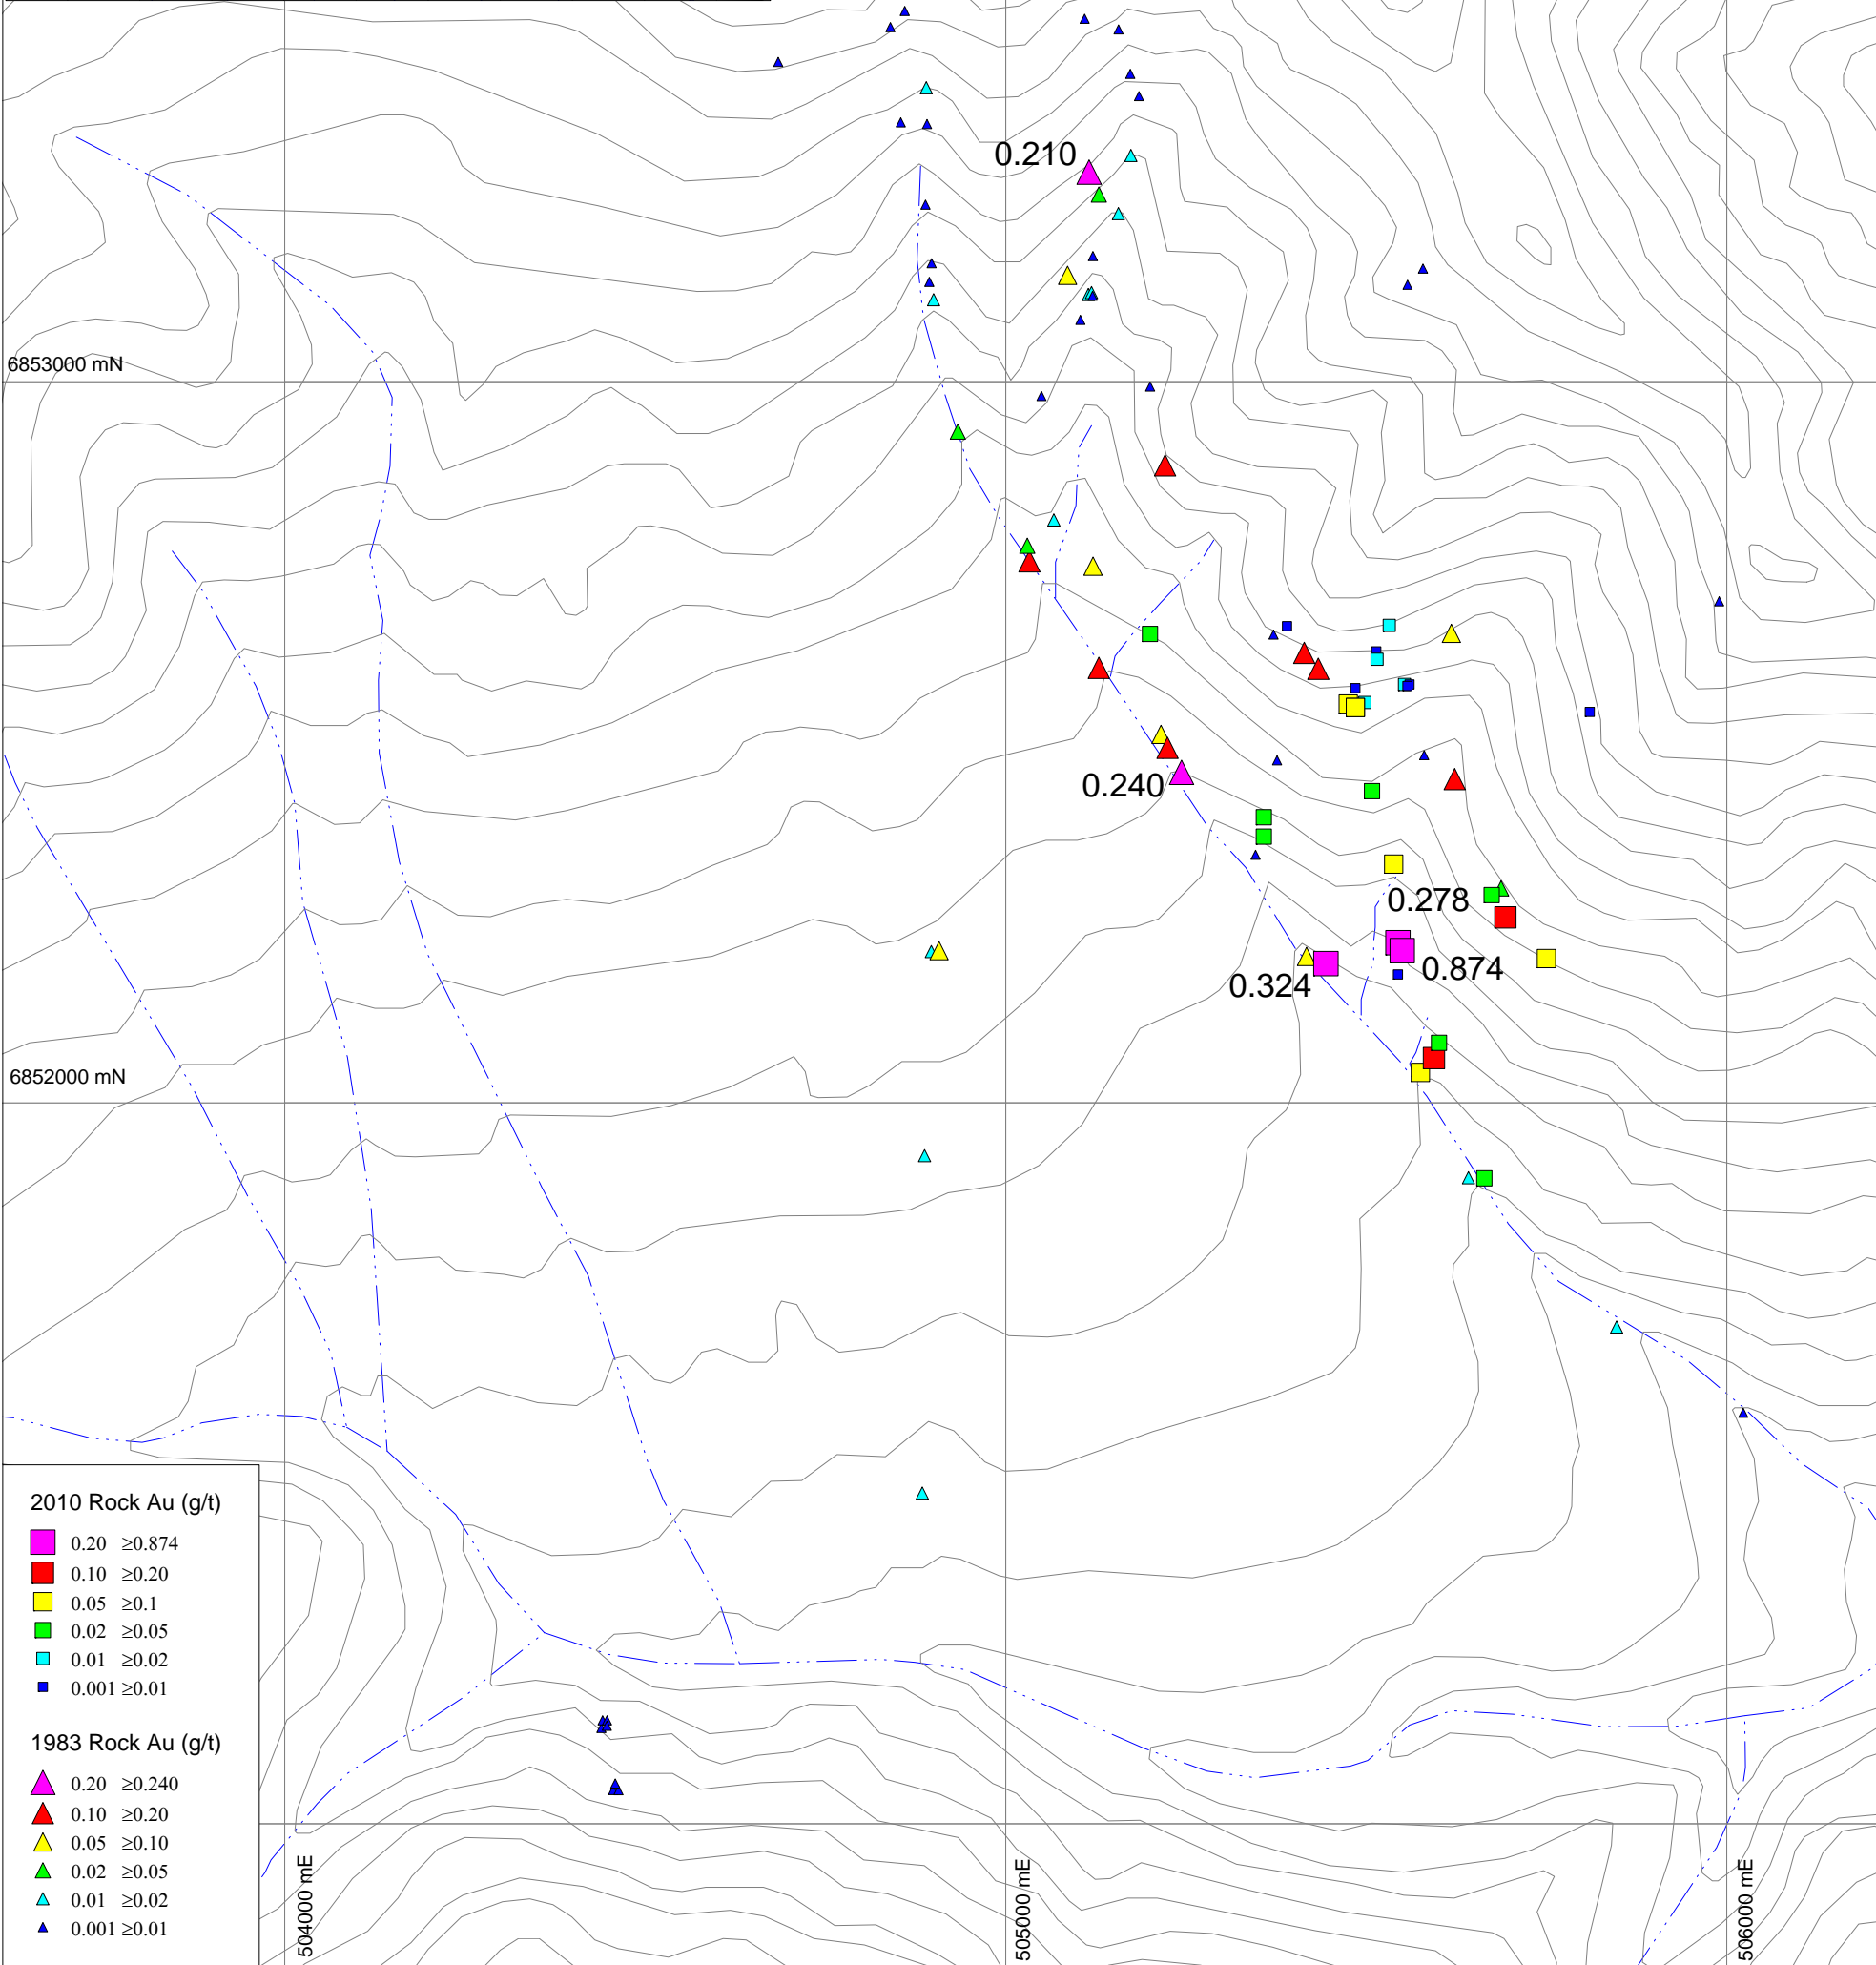 0.210
6853000 mN
0.240
0.278
0.874
0.324
6852000 mN
2010 Rock Au (g/t)
0.20 ≥0.874
0.10 ≥0.20
0.05 ≥0.1
0.02 ≥0.05
0.01 ≥0.02
0.001 ≥0.01
1983 Rock Au (g/t)
0.20 ≥0.240
0.10 ≥0.20
0.05 ≥0.10
0.02 ≥0.05
0.01 ≥0.02
0.001 ≥0.01
504000 mE
505000 mE
506000 mE